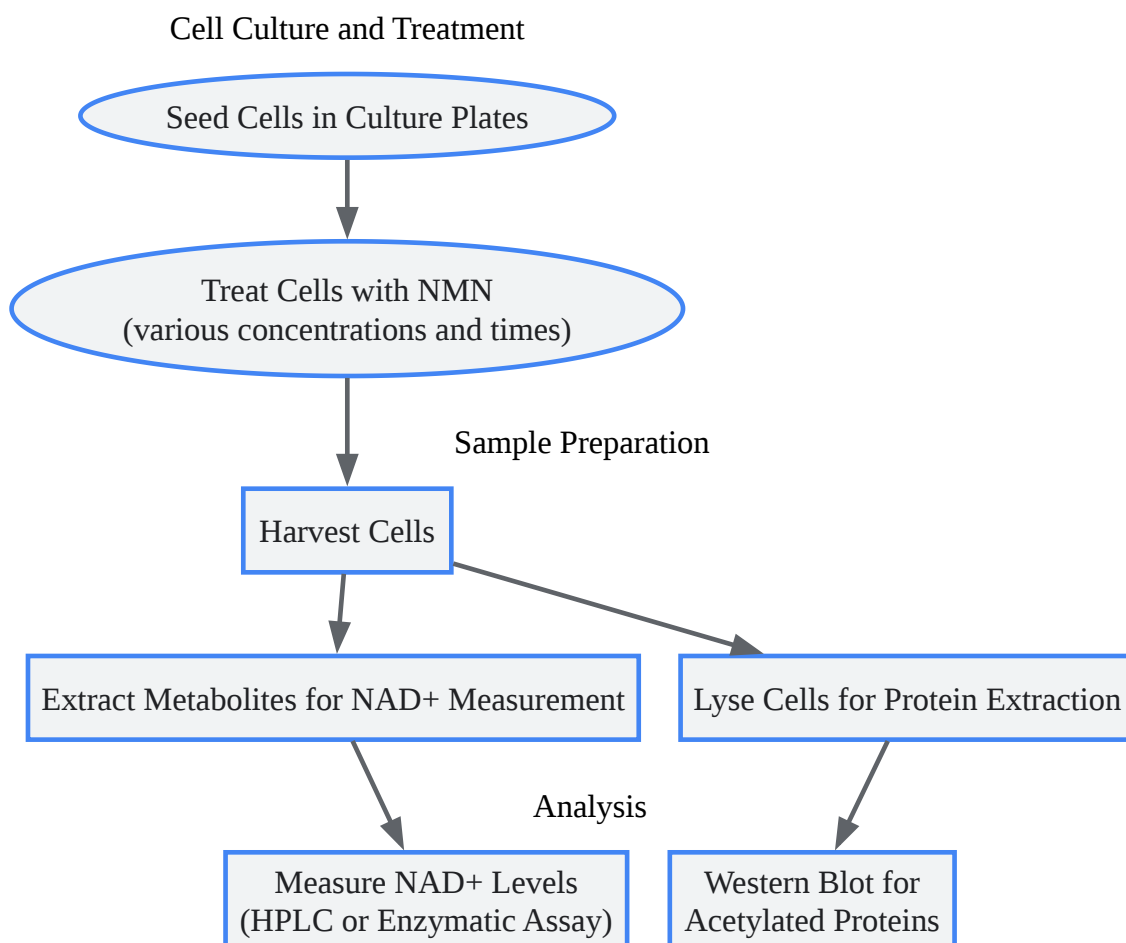 Cell Culture and Treatment
Seed Cells in Culture Plates
Treat Cells with NMN
(various concentrations and times)
Sample Preparation
Harvest Cells
Extract Metabolites for NAD+ Measurement
Lyse Cells for Protein Extraction
Analysis
Measure NAD+ Levels
(HPLC or Enzymatic Assay)
Western Blot for
Acetylated Proteins